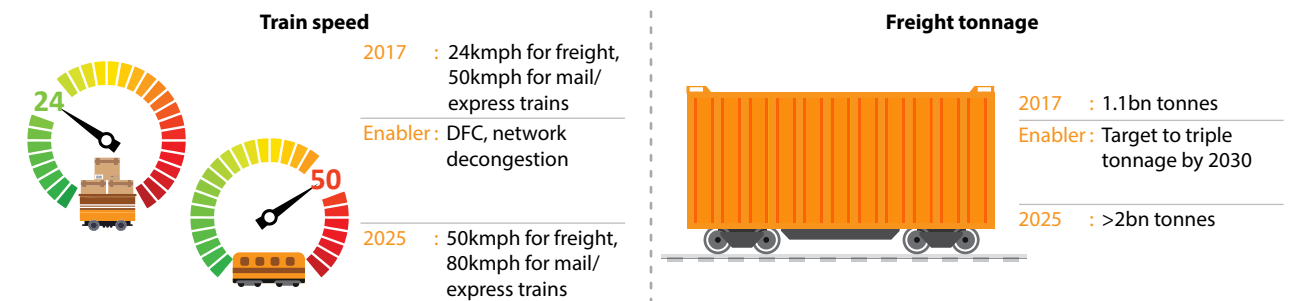 Train speed
24
50
2017 : 24kmph for freight,
50kmph for mail/
express trains
Enabler : DFC, network
decongestion
2025 : 50kmph for freight,
80kmph for mail/
express trains
Freight tonnage
2017 : 1.1bn tonnes
Enabler : Target to triple
tonnage by 2030
2025 : >2bn tonnes